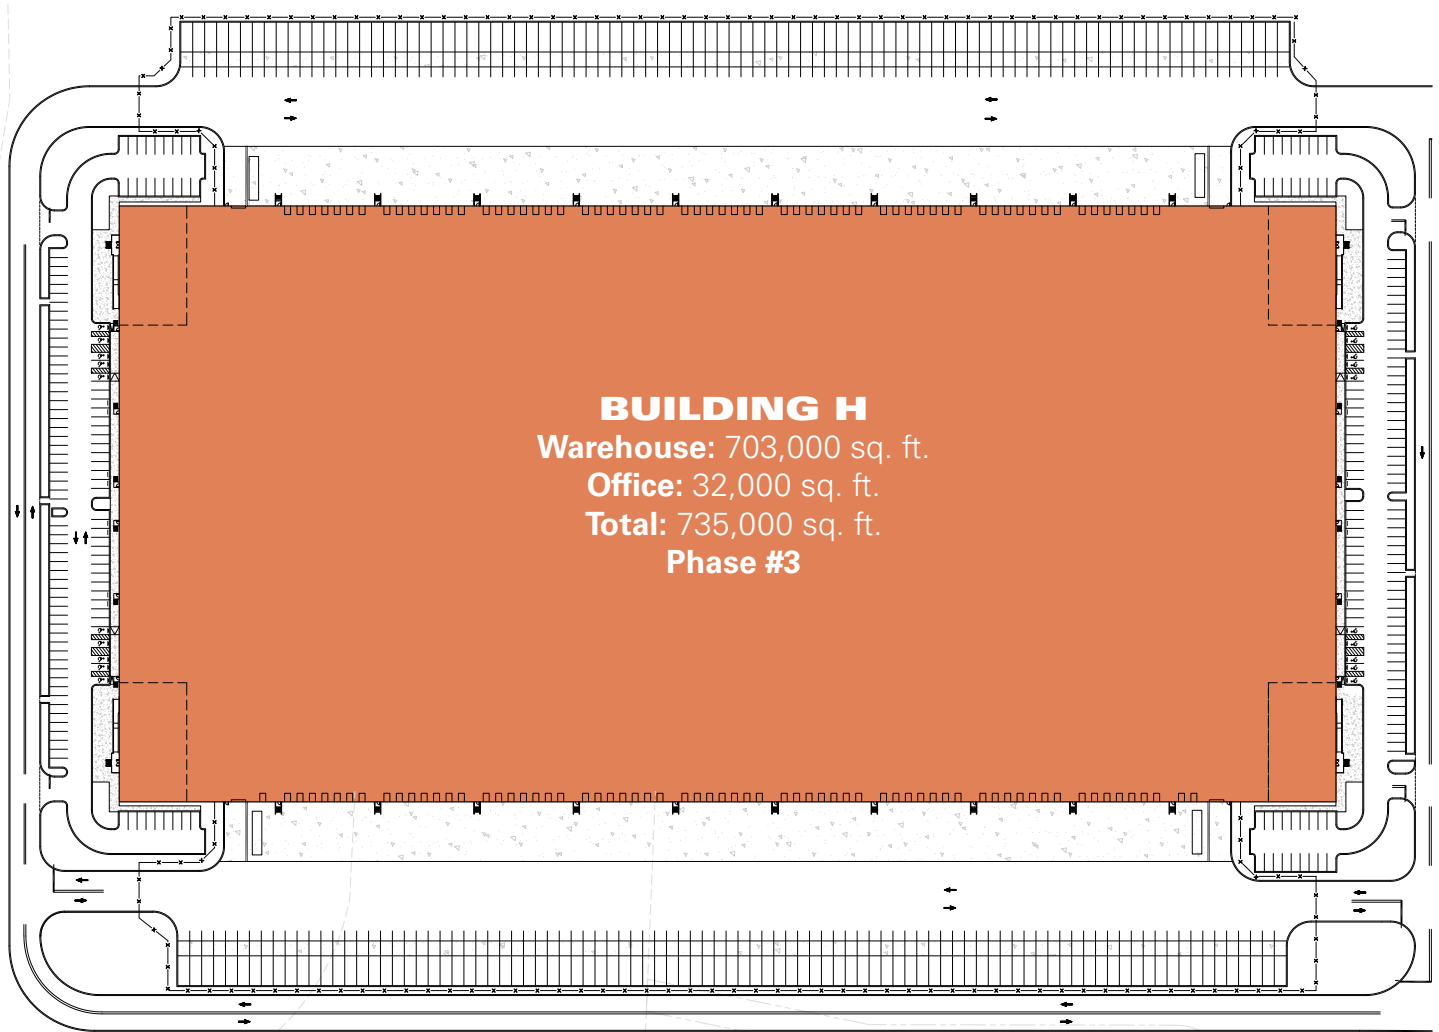 BUILDING H
Warehouse: 703,000 sq. ft.
Office: 32,000 sq. ft.
Total: 735,000 sq. ft.
Phase #3